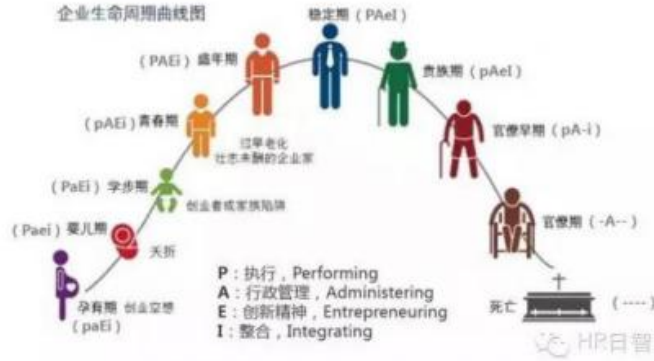 企业生命周期曲线图
稳定期 (PAeI)
(PAEi) 盛年期
贵族期 (pAeI)
(pAEi) 青春期
过早老化
壮志未酬的企业家
官僚早期 (pA-i)
(PaEi) 学步期
创业者或家族陷阱
(Paei) 婴儿期
夭折
官僚期 (-A--)
P：执行，Performing
A：行政管理，Administering
E：创新精神，Entrepreneuring
I：整合，Integrating
孕育期 创业空想
(paEi)
死亡
(----)
HR日智